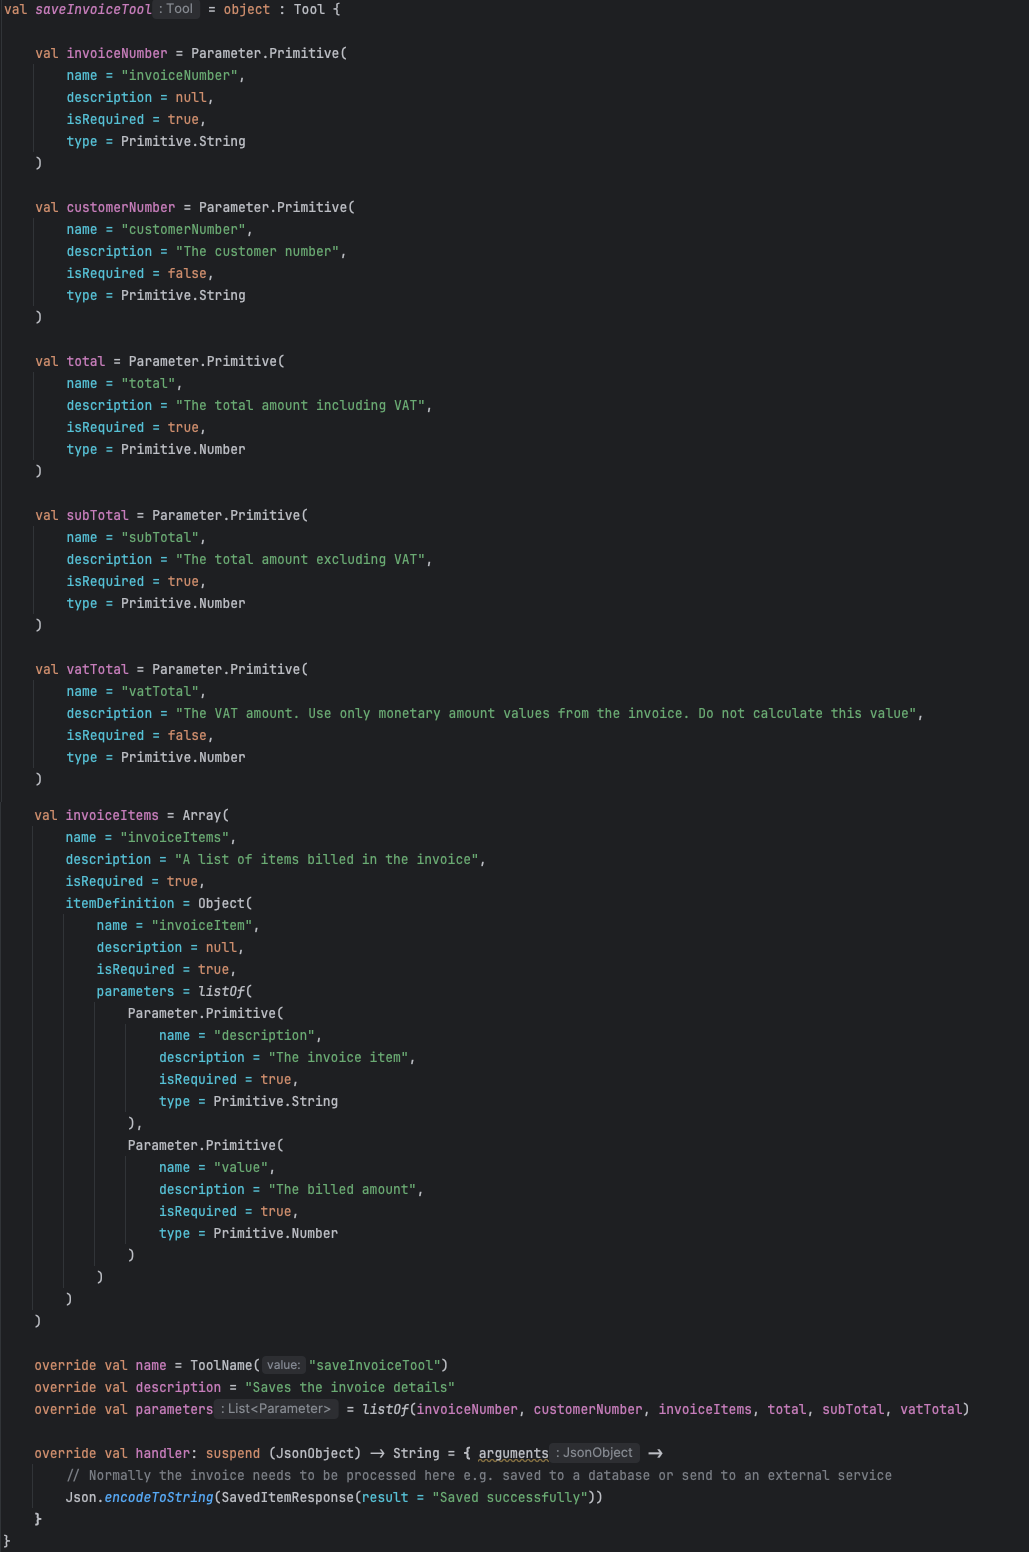 val saveInvoiceTool : Tool = object : Tool {
val invoiceNumber = Parameter.Primitive(
name = "invoiceNumber",
description = null,
isRequired = true,
type = Primitive.String
)
val customerNumber = Parameter.Primitive(
name = "customerNumber",
description = "The customer number",
isRequired = false,
type = Primitive.String
)
val total = Parameter.Primitive(
name = "total",
description = "The total amount including VAT",
isRequired = true,
type = Primitive.Number
)
val subTotal = Parameter.Primitive(
name = "subTotal",
description = "The total amount excluding VAT",
isRequired = true,
type = Primitive.Number
)
val vatTotal = Parameter.Primitive(
name = "vatTotal",
description = "The VAT amount. Use only monetary amount values from the invoice. Do not calculate this value",
isRequired = false,
type = Primitive.Number
)
val invoiceItems = Array(
name = "invoiceItems",
description = "A list of items billed in the invoice",
isRequired = true,
itemDefinition = Object(
name = "invoiceItem",
description = null,
isRequired = true,
parameters = listOf(
Parameter.Primitive(
name = "description",
description = "The invoice item",
isRequired = true,
type = Primitive.String
),
Parameter.Primitive(
name = "value",
description = "The billed amount",
isRequired = true,
type = Primitive.Number
)
)
)
)
override val name = ToolName( value: "saveInvoiceTool")
override val description = "Saves the invoice details"
override val parameters : List<Parameter> = listOf(invoiceNumber, customerNumber, invoiceItems, total, subTotal, vatTotal)
override val handler: suspend (JsonObject) → String = { arguments : JsonObject →
// Normally the invoice needs to be processed here e.g. saved to a database or send to an external service
Json.encodeToString(SavedItemResponse(result = "Saved successfully"))
}
}